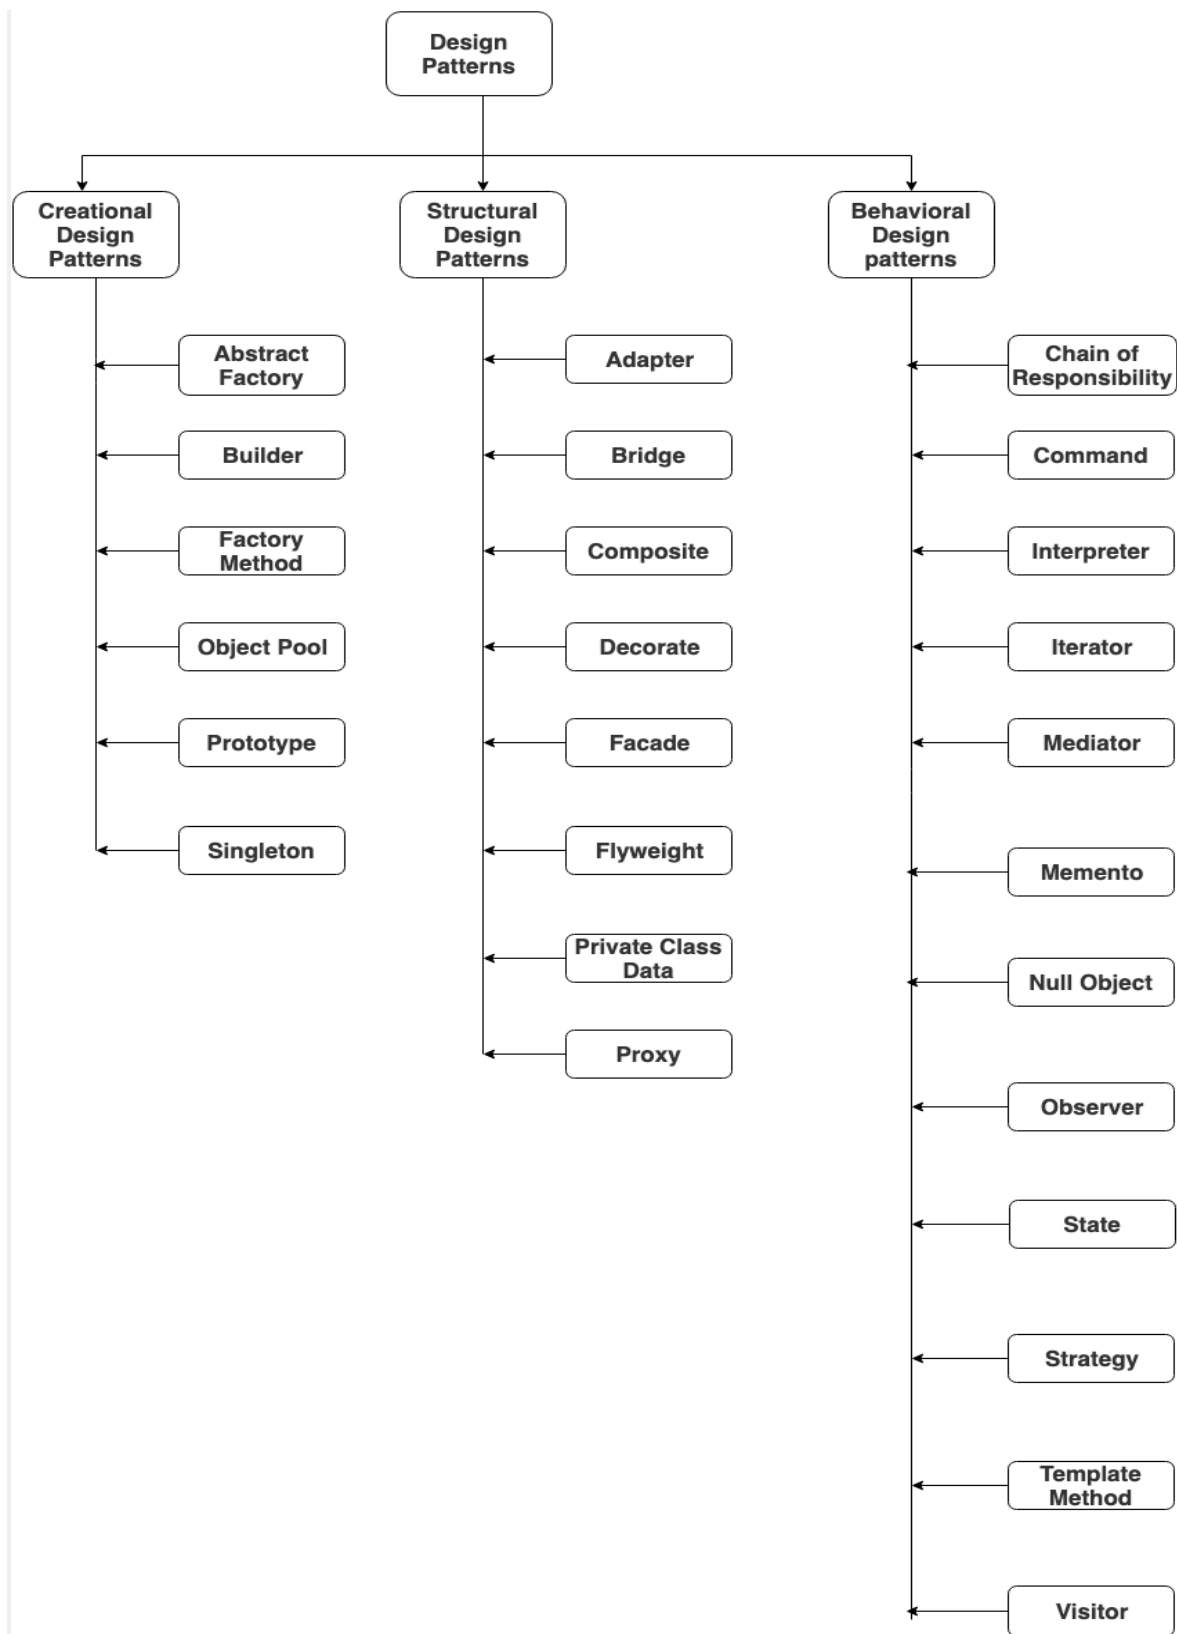 Design
Patterns
Creational
Design
Patterns
Structural
Design
Patterns
Behavioral
Design
patterns
Abstract
Factory
Builder
Factory
Method
Object Pool
Prototype
Singleton
Adapter
Bridge
Composite
Decorate
Facade
Flyweight
Private Class
Data
Proxy
Chain of
Responsibility
Command
Interpreter
Iterator
Mediator
Memento
Null Object
Observer
State
Strategy
Template
Method
Visitor